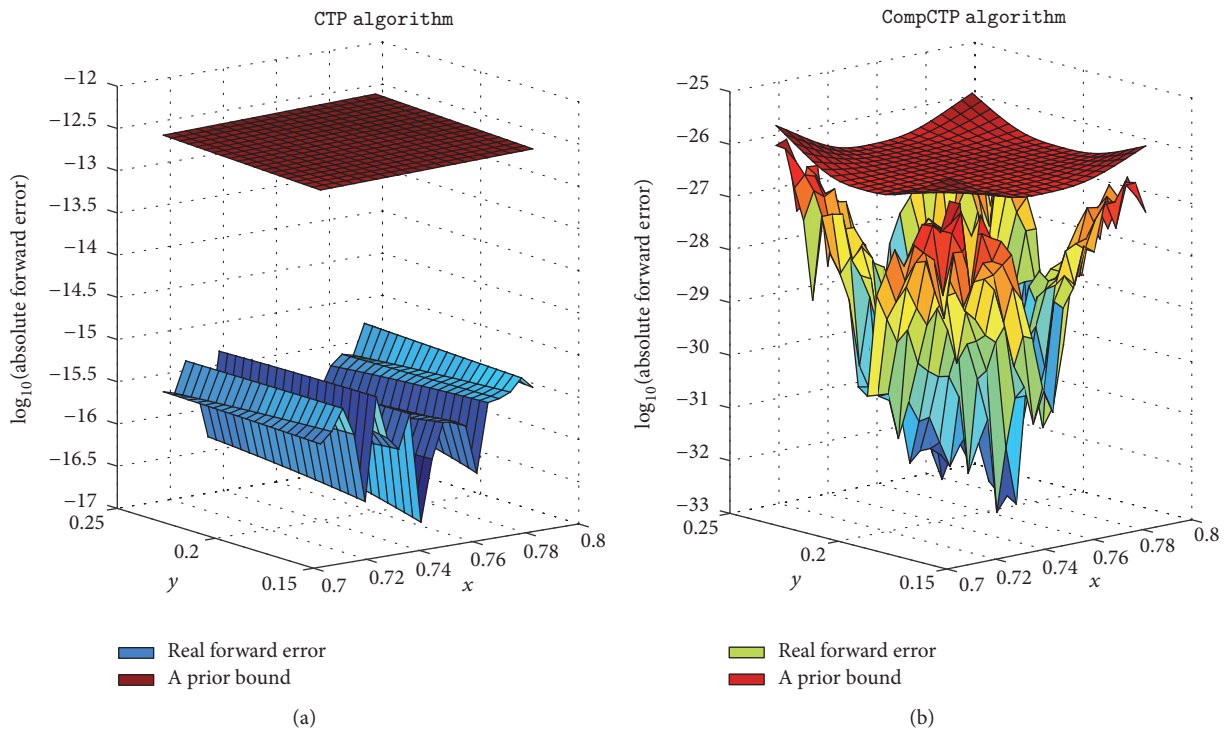 CTP algorithm
−12
−12.5
−13
−13.5
−14
−14.5
−15
−15.5
−16
−16.5
−17
log10(absolute forward error)
0.25
0.2
0.15
y
0.7
0.72
0.74
0.76
0.78
0.8
x
Real forward error
A prior bound
(a)
CompCTP algorithm
−25
−26
−27
−28
−29
−30
−31
−32
−33
log10(absolute forward error)
0.25
0.2
0.15
y
0.7
0.72
0.74
0.76
0.78
0.8
x
Real forward error
A prior bound
(b)